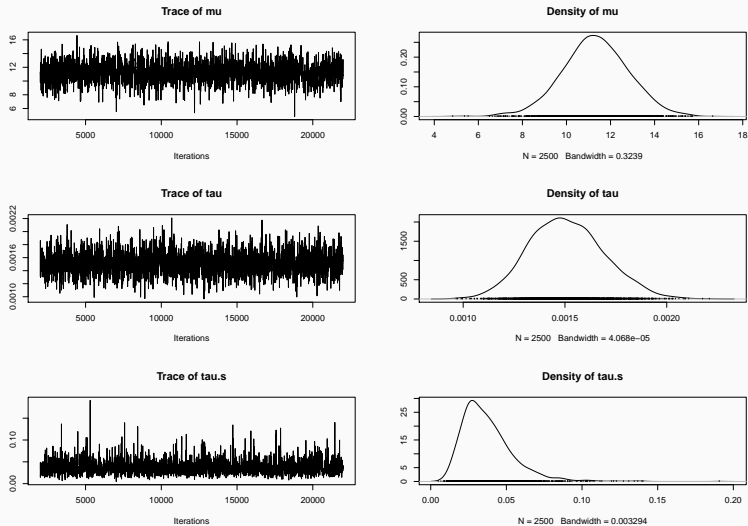 Trace of mu
16
12
10
8
6
5000 10000 15000 20000
Iterations
Density of mu
0.20
0.10
0.00
4 6 8 10 12 14 16 18
N = 2500 Bandwidth = 0.3239
Trace of tau
0.0022
0.0016
0.0010
5000 10000 15000 20000
Iterations
Density of tau
1500
500
0
0.0010 0.0015 0.0020
N = 2500 Bandwidth = 4.068e−05
Trace of tau.s
0.10
0.00
5000 10000 15000 20000
Iterations
Density of tau.s
25
15
5
0
0.00 0.05 0.10 0.15 0.20
N = 2500 Bandwidth = 0.003294